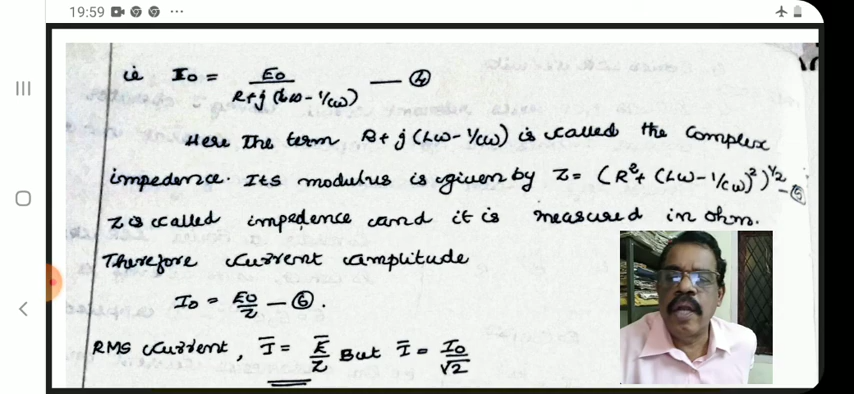 19:59
ie I₀ = E₀ / R+j(Lω - 1/Cω) — ④
Here The term R+j(Lω - 1/Cω) is called the complex
impedence. Its modulus is given by Z = (R²+ (Lω - 1/Cω)²)^½ - ⑤
Z is called impedence and it is measured in ohm.
Therefore current amplitude
I₀ = E₀/Z — ⑥.
RMS current, I̅ = E̅/Z But I̅ = I₀/√2